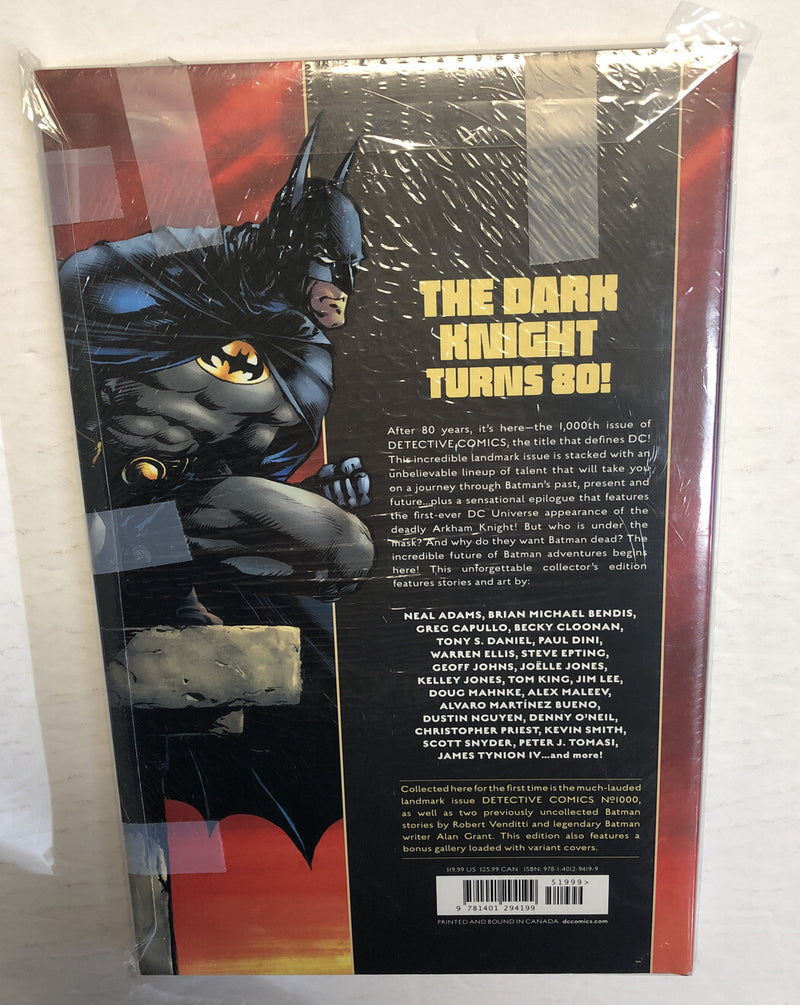 THE DARK
KNIGHT
TURNS 80!
After 80 years, it's here—the 1,000th issue of
DETECTIVE COMICS, the title that defines DC!
This incredible landmark issue is stacked with an
unbelievable lineup of talent that will take you
on a journey through Batman's past, present and
future...plus a sensational epilogue that features
the first-ever DC Universe appearance of the
deadly Arkham Knight! But who is under the
mask? And why do they want Batman dead? The
incredible future of Batman adventures begins
here! This unforgettable collector's edition
features stories and art by:
NEAL ADAMS, BRIAN MICHAEL BENDIS,
GREG CAPULLO, BECKY CLOONAN,
TONY S. DANIEL, PAUL DINI,
WARREN ELLIS, STEVE EPTING,
GEOFF JOHNS, JOËLLE JONES,
KELLEY JONES, TOM KING, JIM LEE,
DOUG MAHNKE, ALEX MALEEV,
ALVARO MARTÍNEZ BUENO,
DUSTIN NGUYEN, DENNY O'NEIL,
CHRISTOPHER PRIEST, KEVIN SMITH,
SCOTT SNYDER, PETER J. TOMASI,
JAMES TYNION IV...and more!
Collected here for the first time is the much-lauded
landmark issue DETECTIVE COMICS Nº1000,
as well as two previously uncollected Batman
stories by Robert Venditti and legendary Batman
writer Alan Grant. This edition also features a
bonus gallery loaded with variant covers.
$19.99 US $25.99 CAN ISBN: 978-1-4012-9419-9
51999>
9 781401 294199
PRINTED AND BOUND IN CANADA dccomics.com